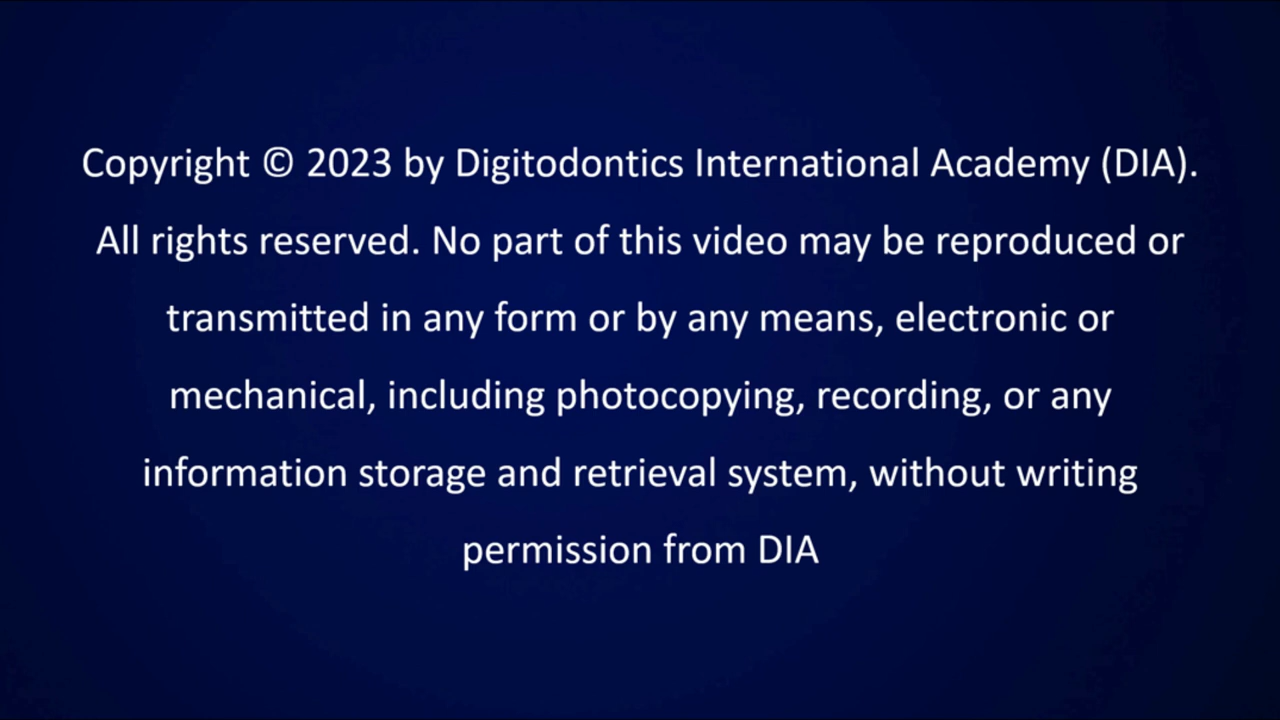 Copyright © 2023 by Digitodontics International Academy (DIA).
All rights reserved. No part of this video may be reproduced or
transmitted in any form or by any means, electronic or
mechanical, including photocopying, recording, or any
information storage and retrieval system, without writing
permission from DIA